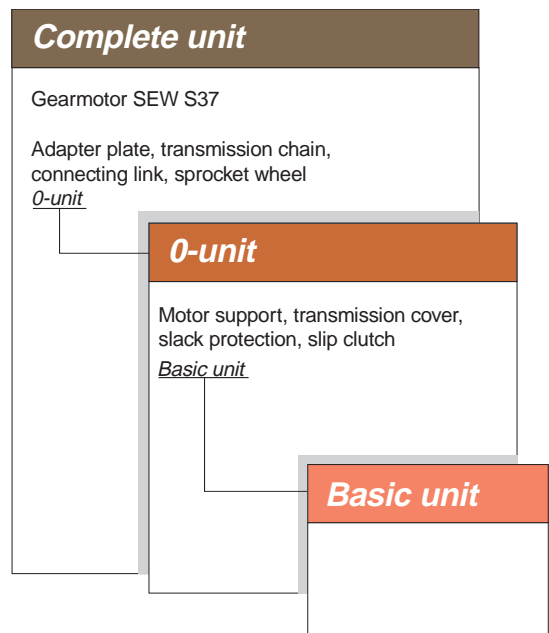 Complete unit
Gearmotor SEW S37
Adapter plate, transmission chain,
connecting link, sprocket wheel
0-unit
0-unit
Motor support, transmission cover,
slack protection, slip clutch
Basic unit
Basic unit